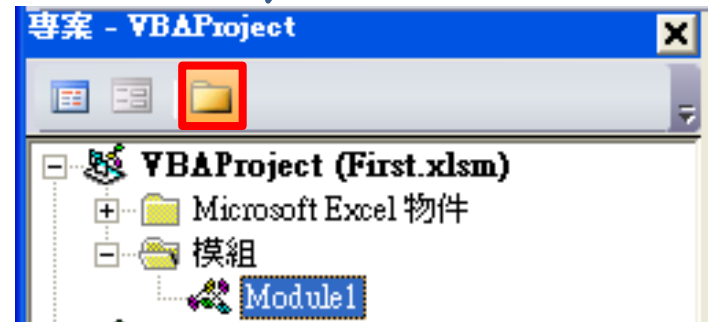 專案 - VBAProject
VBAProject (First.xlsm)
Microsoft Excel 物件
模組
Module1